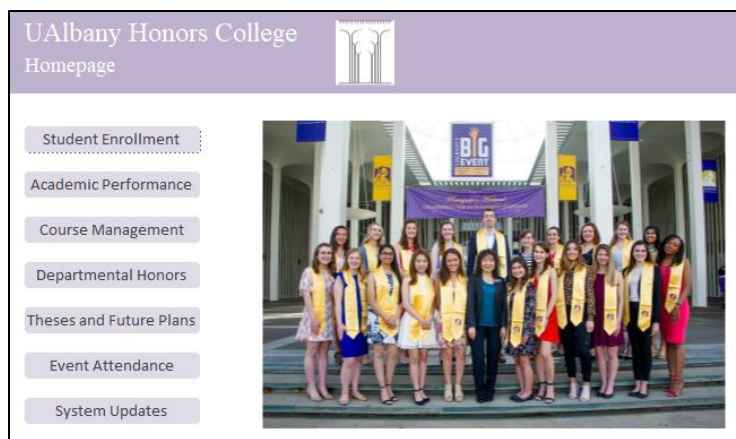 UAlbany Honors College
Homepage
Student Enrollment
Academic Performance
Course Management
Departmental Honors
Theses and Future Plans
Event Attendance
System Updates
BIG
EVENT